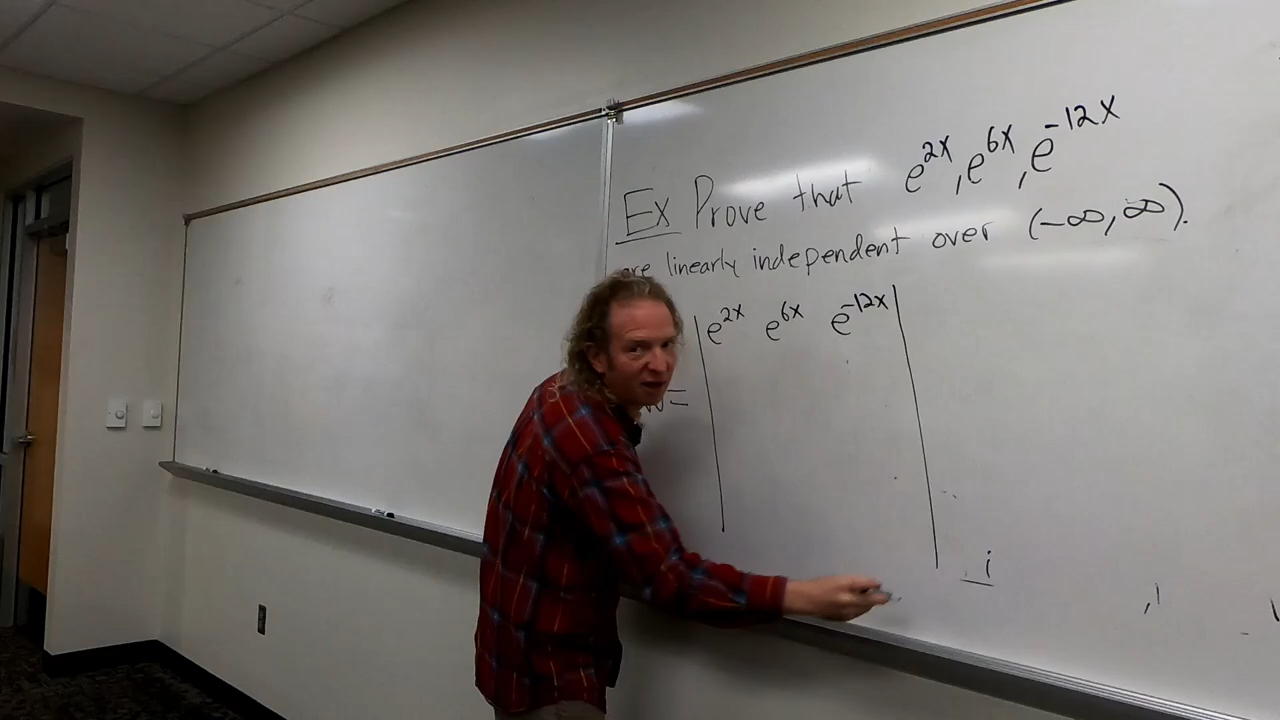 Ex Prove that e^{2x}, e^{6x}, e^{-12x}
are linearly independent over (-∞, ∞).
W = | e^{2x} e^{6x} e^{-12x} |